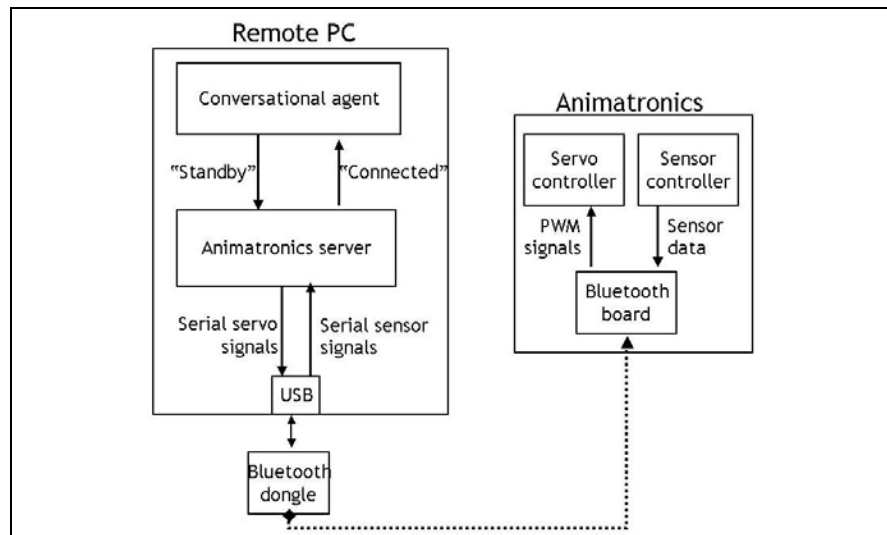 Remote PC
Conversational agent
“Standby”
“Connected”
Animatronics server
Serial servo
signals
Serial sensor
signals
USB
Bluetooth
dongle
Animatronics
Servo
controller
Sensor
controller
PWM
signals
Sensor
data
Bluetooth
board